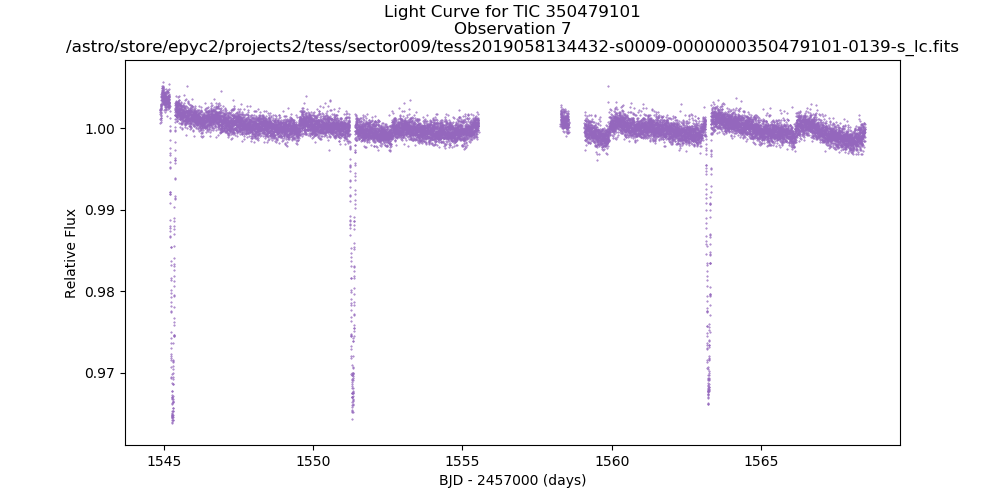 Light Curve for TIC 350479101
Observation 7
/astro/store/epyc2/projects2/tess/sector009/tess2019058134432-s0009-0000000350479101-0139-s_lc.fits
1.00
0.99
0.98
0.97
Relative Flux
1545
1550
1555
1560
1565
BJD - 2457000 (days)